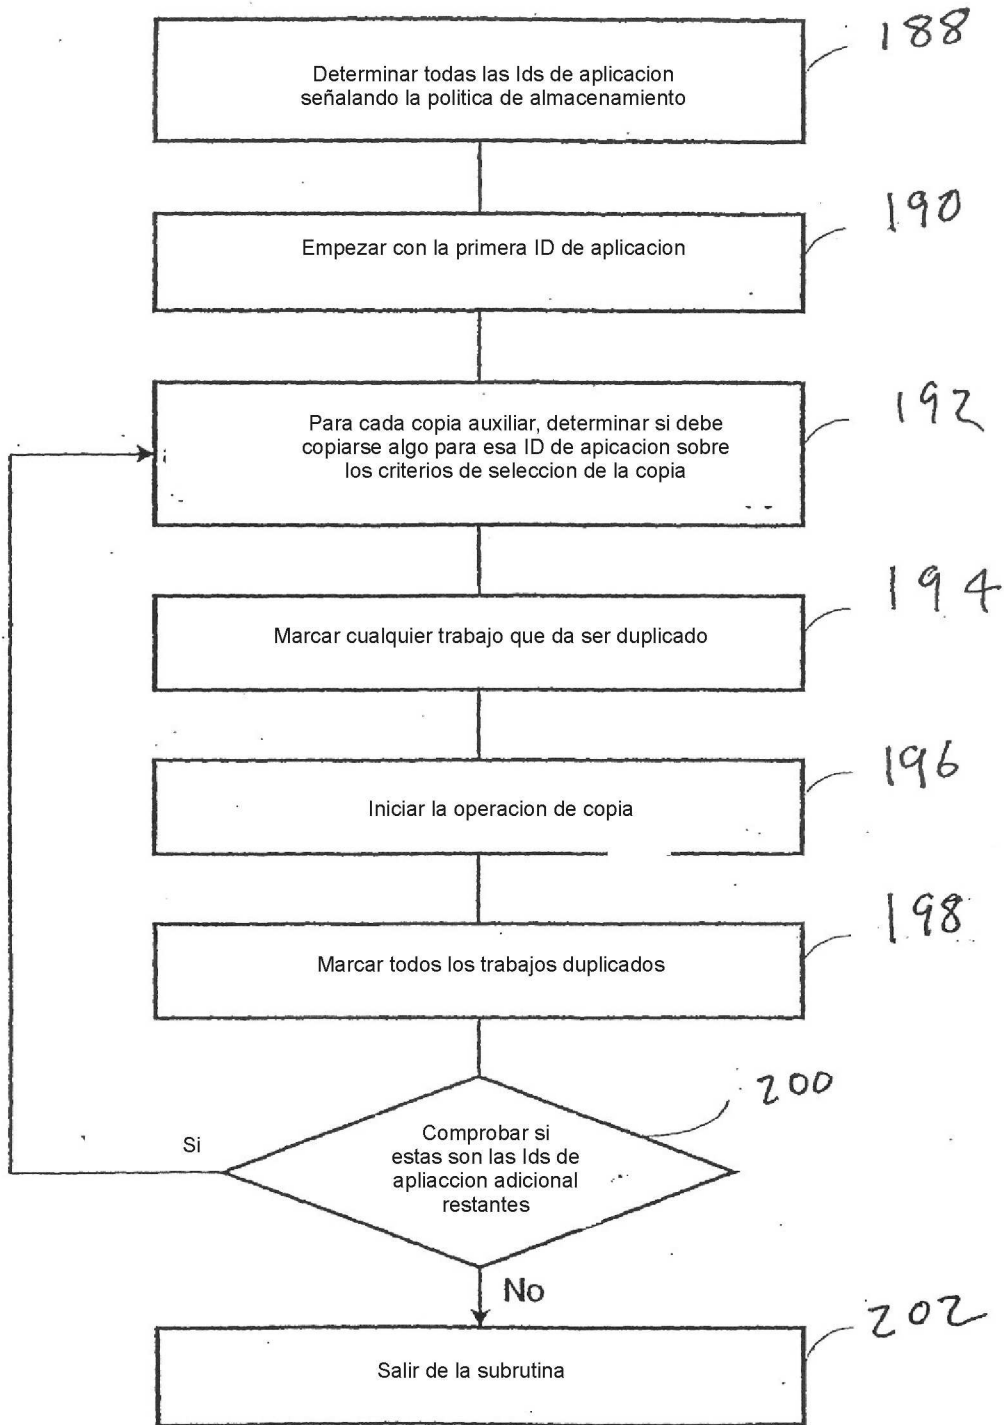 188
Determinar todas las Ids de aplicacion
señalando la politica de almacenamiento
190
Empezar con la primera ID de aplicacion
192
Para cada copia auxiliar, determinar si debe
copiarse algo para esa ID de apicacion sobre
los criterios de seleccion de la copia
194
Marcar cualquier trabajo que da ser duplicado
196
Iniciar la operacion de copia
198
Marcar todos los trabajos duplicados
200
Si
Comprobar si
estas son las Ids de
apliaccion adicional
restantes
No
202
Salir de la subrutina